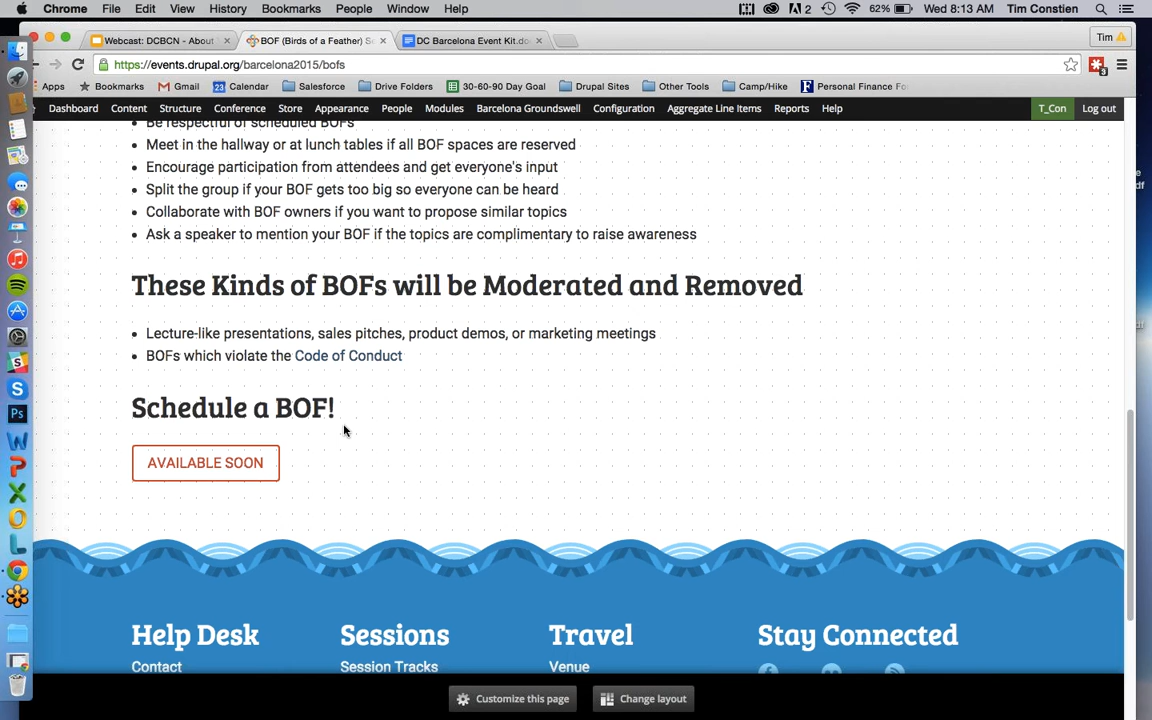 Chrome File Edit View History Bookmarks People Window Help 2 62% Wed 8:13 AM Tim Constien
Webcast: DCBCN - About BOF (Birds of a Feather) Se DC Barcelona Event Kit.do Tim
https://events.drupal.org/barcelona2015/bofs 3
Apps Bookmarks Gmail 23 Calendar Salesforce Drive Folders 30-60-90 Day Goal Drupal Sites Other Tools Camp/Hike Personal Finance Fo
Dashboard Content Structure Conference Store Appearance People Modules Barcelona Groundswell Configuration Aggregate Line Items Reports Help T_Con Log out
Be respectful of scheduled BOFs
Meet in the hallway or at lunch tables if all BOF spaces are reserved
Encourage participation from attendees and get everyone's input
Split the group if your BOF gets too big so everyone can be heard
Collaborate with BOF owners if you want to propose similar topics
Ask a speaker to mention your BOF if the topics are complimentary to raise awareness
These Kinds of BOFs will be Moderated and Removed
Lecture-like presentations, sales pitches, product demos, or marketing meetings
BOFs which violate the Code of Conduct
Schedule a BOF!
AVAILABLE SOON
Help Desk Sessions Travel Stay Connected
Contact Session Tracks Venue
Customize this page Change layout